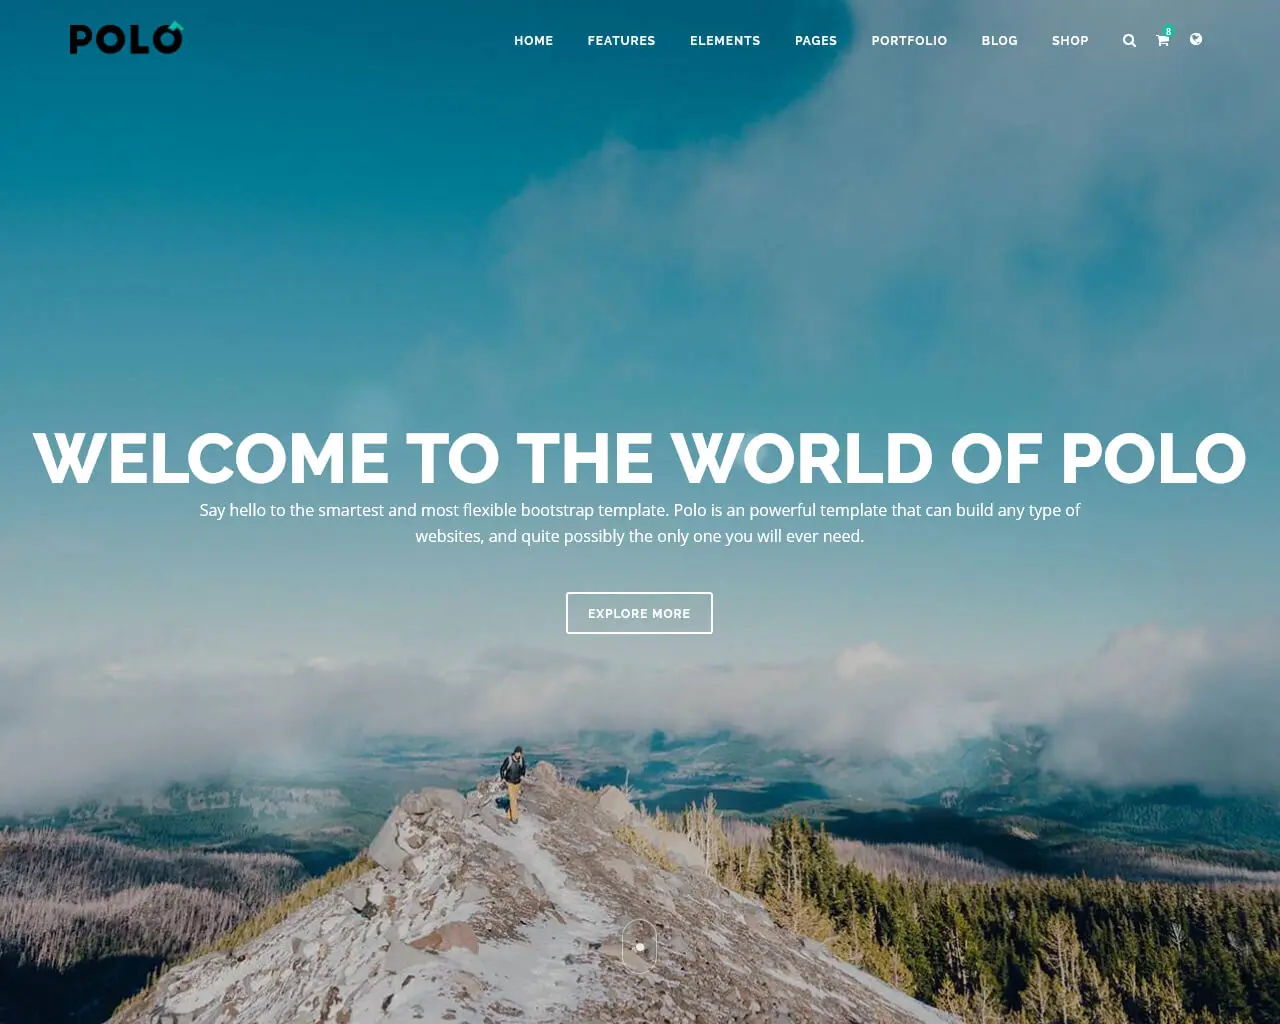 POLO
HOME FEATURES ELEMENTS PAGES PORTFOLIO BLOG SHOP 8
WELCOME TO THE WORLD OF POLO
Say hello to the smartest and most flexible bootstrap template. Polo is an powerful template that can build any type of
websites, and quite possibly the only one you will ever need.
EXPLORE MORE